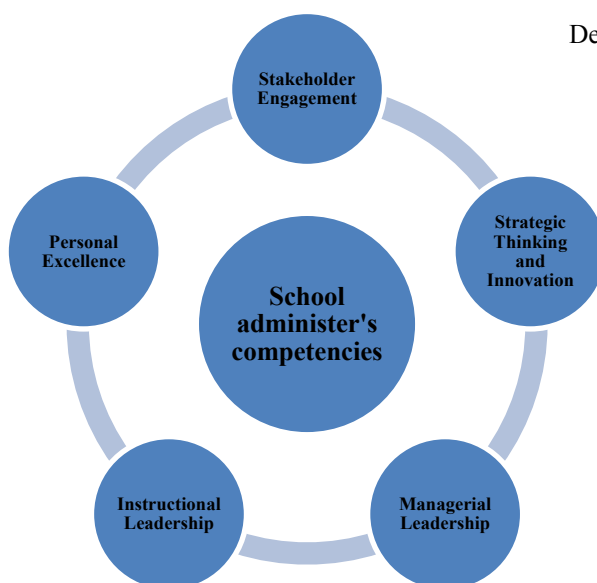 De
Stakeholder
Engagement
Strategic
Thinking
and
Innovation
Managerial
Leadership
Instructional
Leadership
Personal
Excellence
School
administer's
competencies